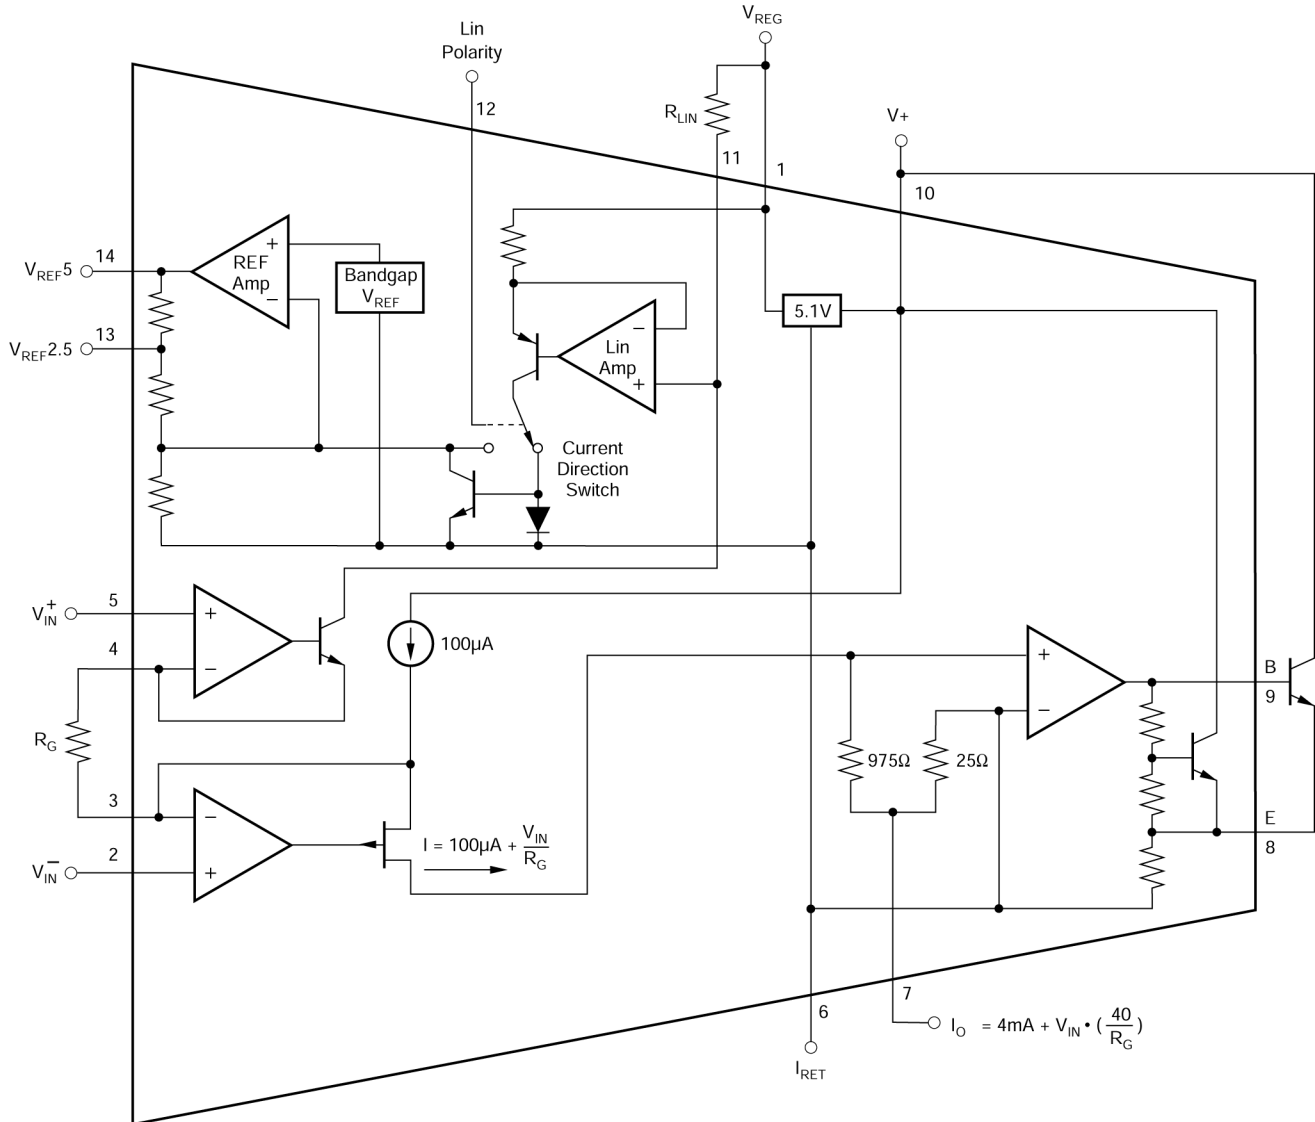 V_REG
Lin
Polarity
12
R_LIN
V+
11
1
10
14
V_REF5
+
REF
Amp
−
Bandgap
V_REF
5.1V
13
V_REF2.5
−
Lin
Amp
+
Current
Direction
Switch
5
V_IN^+
+
4
−
100µA
+
B
9
−
R_G
975Ω
25Ω
3
−
E
8
I = 100µA + V_IN/R_G
2
V_IN^−
+
7
6
I_O = 4mA + V_IN • (40/R_G)
I_RET